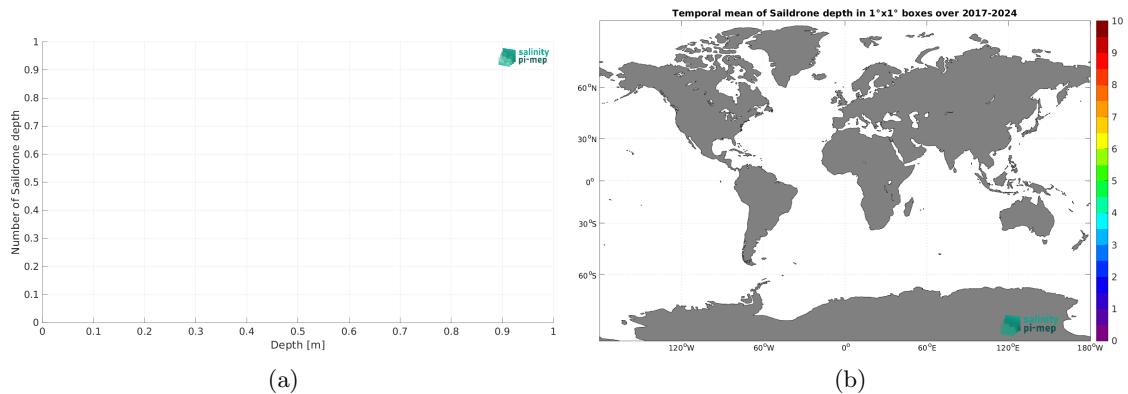 1
0.9
0.8
0.7
0.6
0.5
0.4
0.3
0.2
0.1
0
Number of Saildrone depth
salinity
pi-mep
0 0.1 0.2 0.3 0.4 0.5 0.6 0.7 0.8 0.9 1
Depth [m]
(a)
Temporal mean of Saildrone depth in 1°x1° boxes over 2017-2024
60°N
30°N
0°
30°S
60°S
120°W 60°W 0° 60°E 120°E 180°W
salinity
pi-mep
10
9
8
7
6
5
4
3
2
1
0
(b)